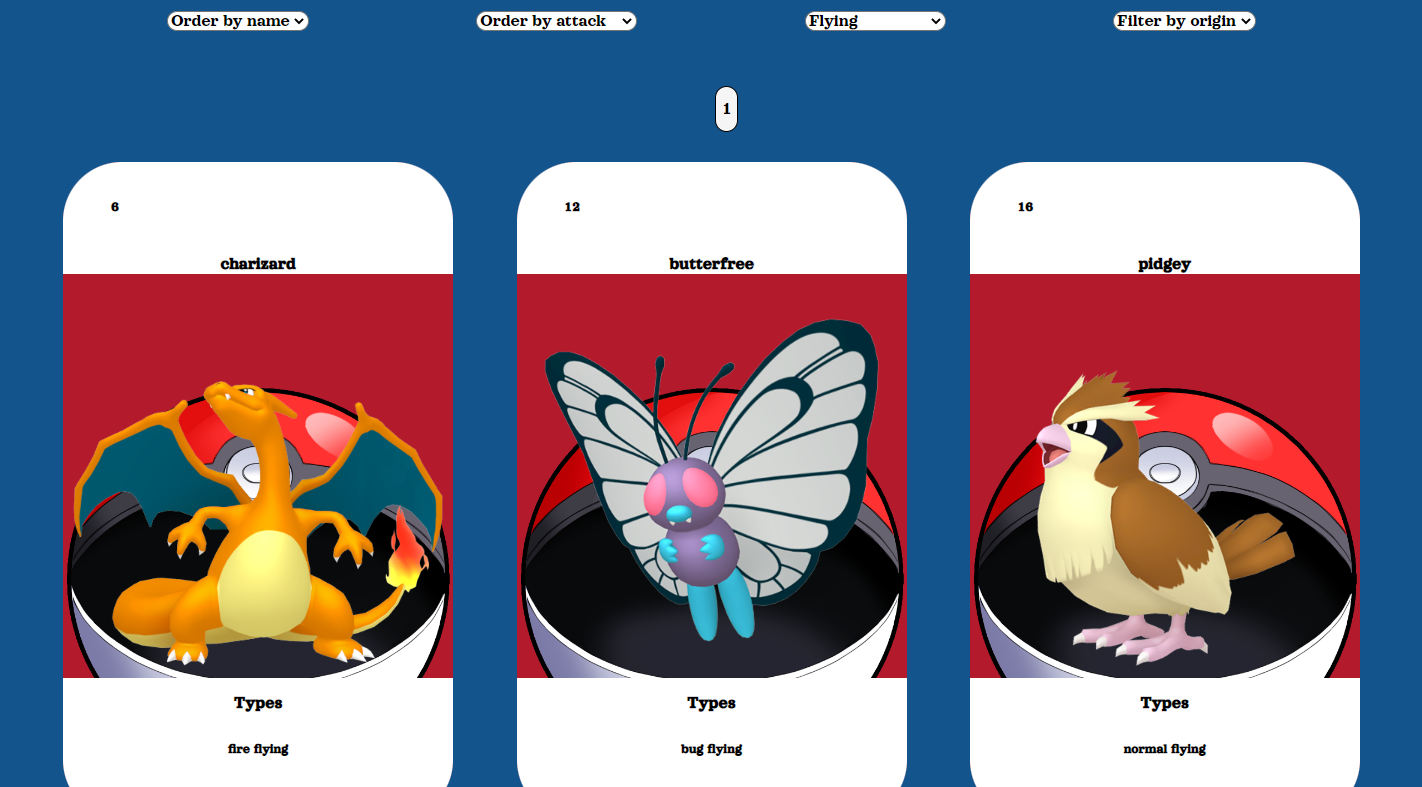 Order by name Order by attack Flying Filter by origin
1
6 12 16
charizard butterfree pidgey
Types Types Types
fire flying bug flying normal flying